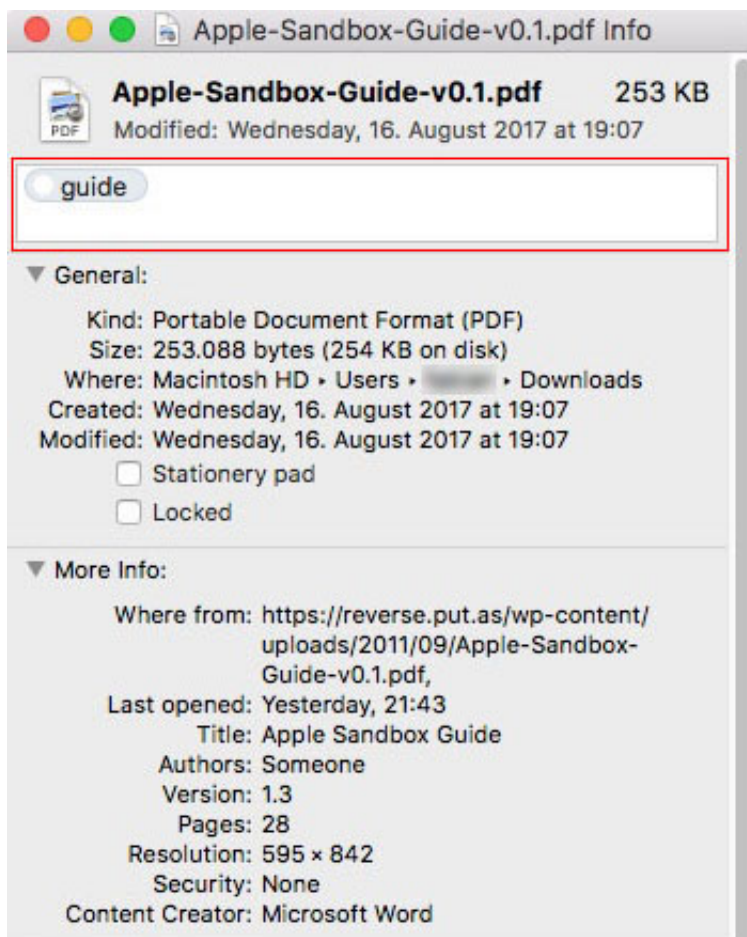 Apple-Sandbox-Guide-v0.1.pdf Info
Apple-Sandbox-Guide-v0.1.pdf 253 KB
PDF Modified: Wednesday, 16. August 2017 at 19:07
guide
General:
Kind: Portable Document Format (PDF)
Size: 253.088 bytes (254 KB on disk)
Where: Macintosh HD ▸ Users ▸ ▸ Downloads
Created: Wednesday, 16. August 2017 at 19:07
Modified: Wednesday, 16. August 2017 at 19:07
Stationery pad
Locked
More Info:
Where from: https://reverse.put.as/wp-content/
uploads/2011/09/Apple-Sandbox-
Guide-v0.1.pdf,
Last opened: Yesterday, 21:43
Title: Apple Sandbox Guide
Authors: Someone
Version: 1.3
Pages: 28
Resolution: 595 × 842
Security: None
Content Creator: Microsoft Word